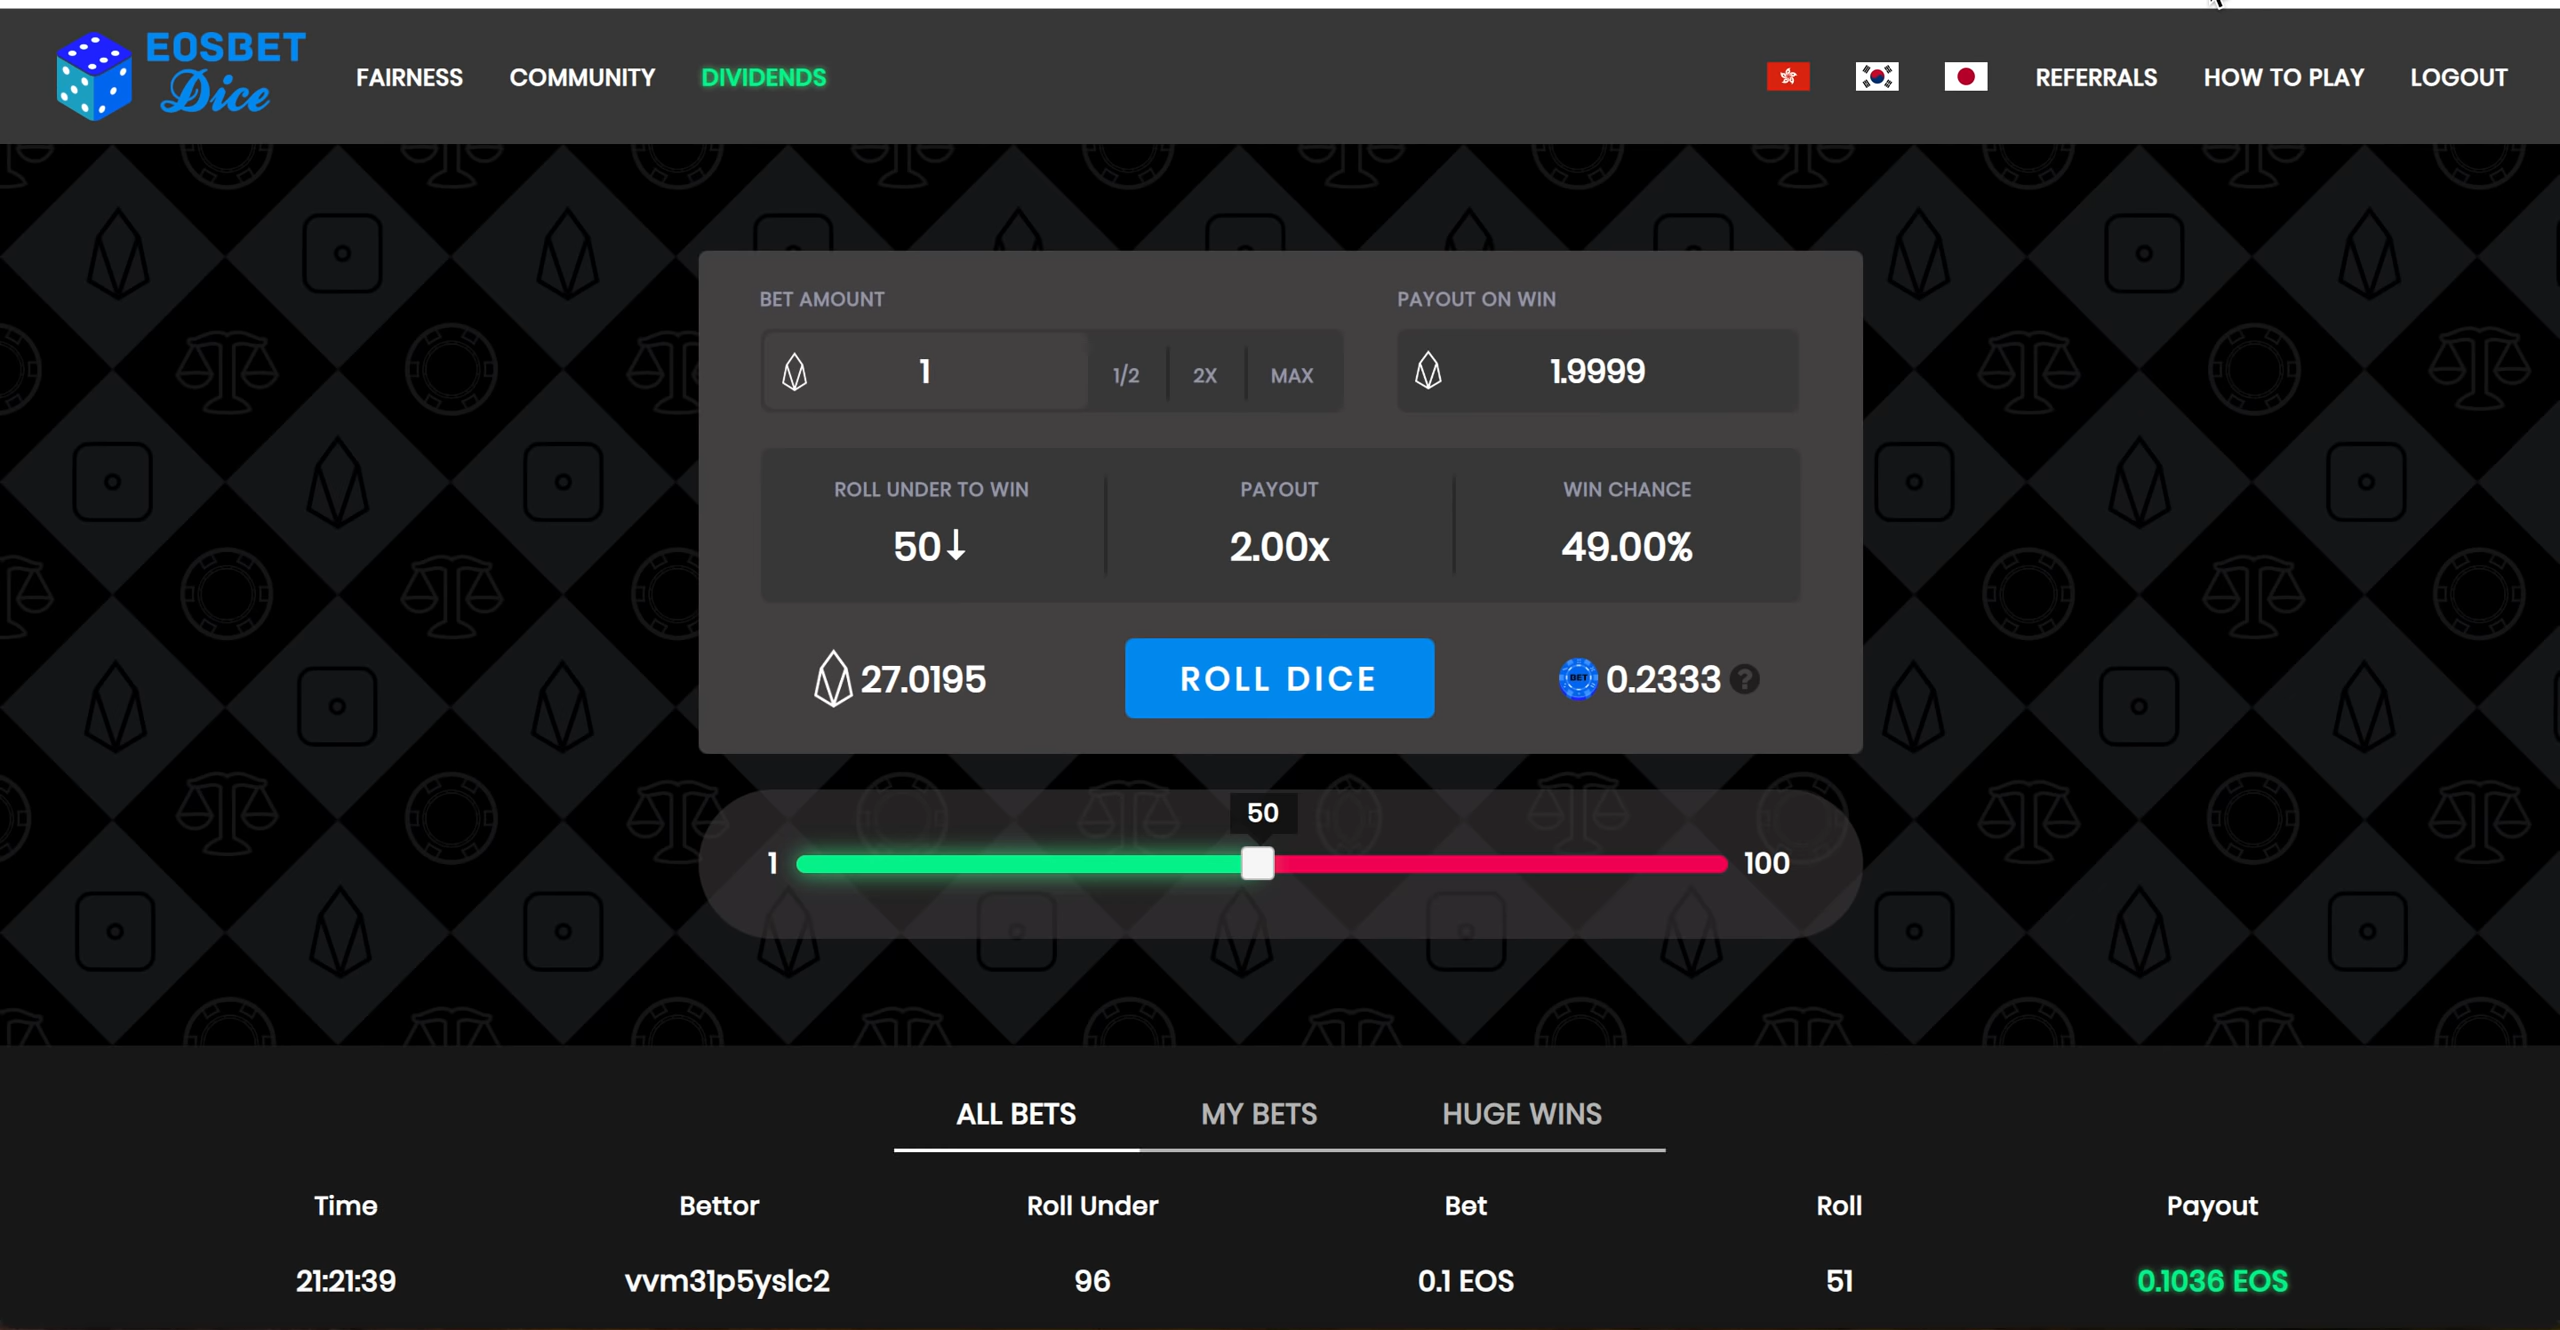 EOSBET
Dice
FAIRNESS
COMMUNITY
DIVIDENDS
REFERRALS
HOW TO PLAY
LOGOUT
BET AMOUNT
PAYOUT ON WIN
1
1/2
2X
MAX
1.9999
ROLL UNDER TO WIN
PAYOUT
WIN CHANCE
50↓
2.00x
49.00%
27.0195
ROLL DICE
BET
0.2333
?
50
1
100
ALL BETS
MY BETS
HUGE WINS
Time
Bettor
Roll Under
Bet
Roll
Payout
21:21:39
vvm31p5yslc2
96
0.1 EOS
51
0.1036 EOS